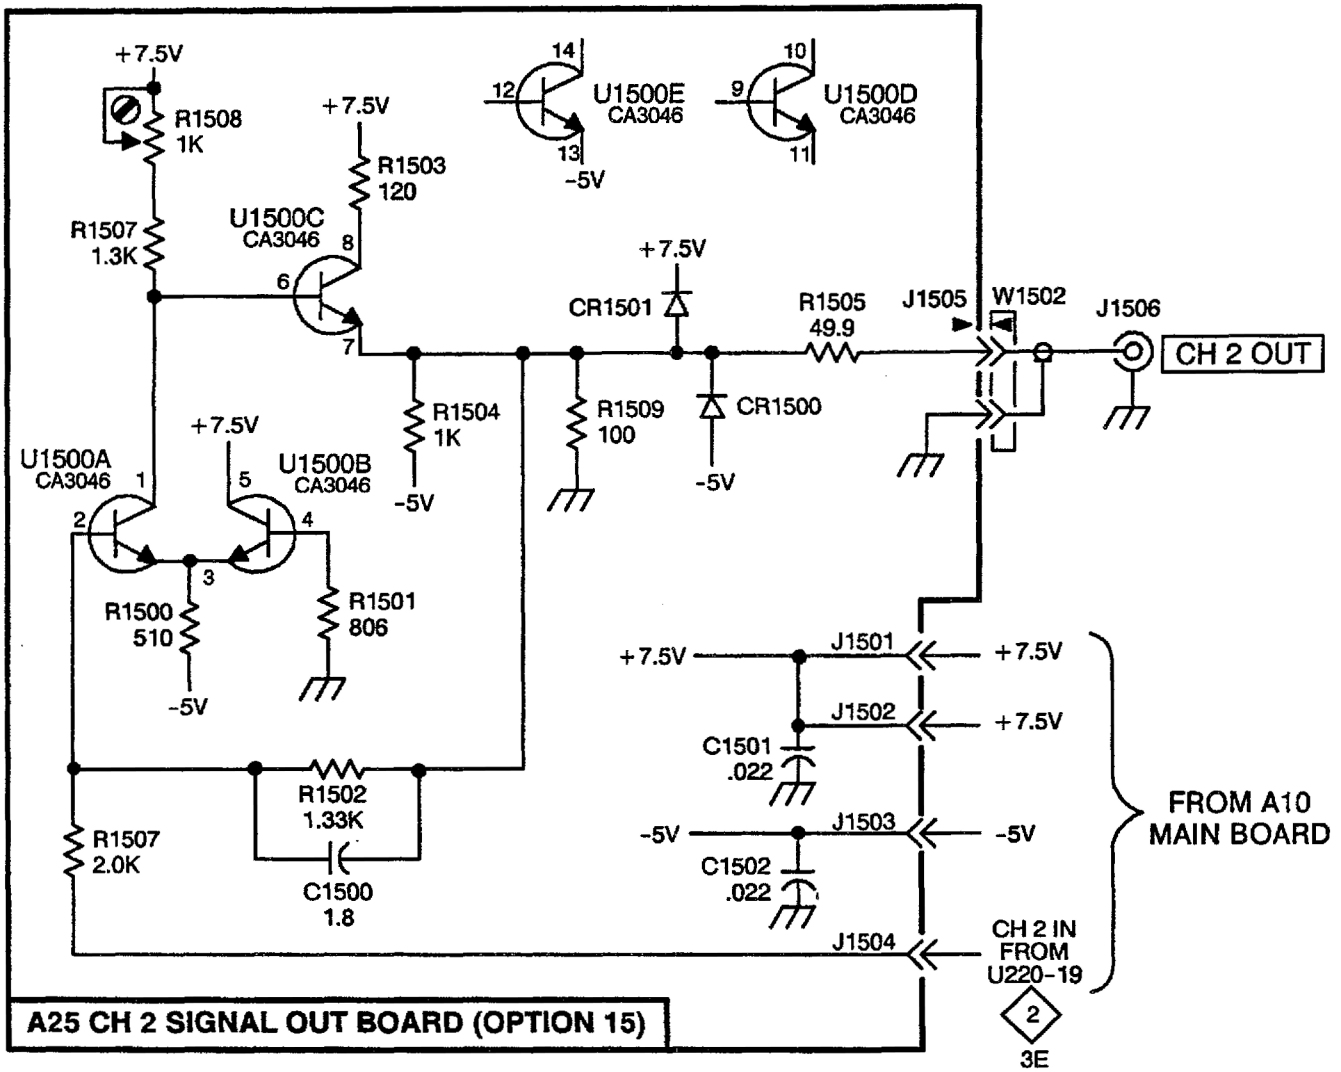 +7.5V
R1508
1K
R1507
1.3K
+7.5V
R1503
120
U1500C
CA3046
8
6
7
14
12
13
U1500E
CA3046
-5V
10
9
11
U1500D
CA3046
+7.5V
CR1501
R1505
49.9
J1505
W1502
J1506
CH 2 OUT
R1504
1K
-5V
R1509
100
CR1500
-5V
U1500A
CA3046
1
2
+7.5V
5
U1500B
CA3046
4
3
R1500
510
-5V
R1501
806
R1502
1.33K
C1500
1.8
R1507
2.0K
+7.5V
J1501
+7.5V
J1502
+7.5V
C1501
.022
-5V
J1503
-5V
C1502
.022
J1504
CH 2 IN
FROM
U220-19
2
3E
FROM A10
MAIN BOARD
A25 CH 2 SIGNAL OUT BOARD (OPTION 15)